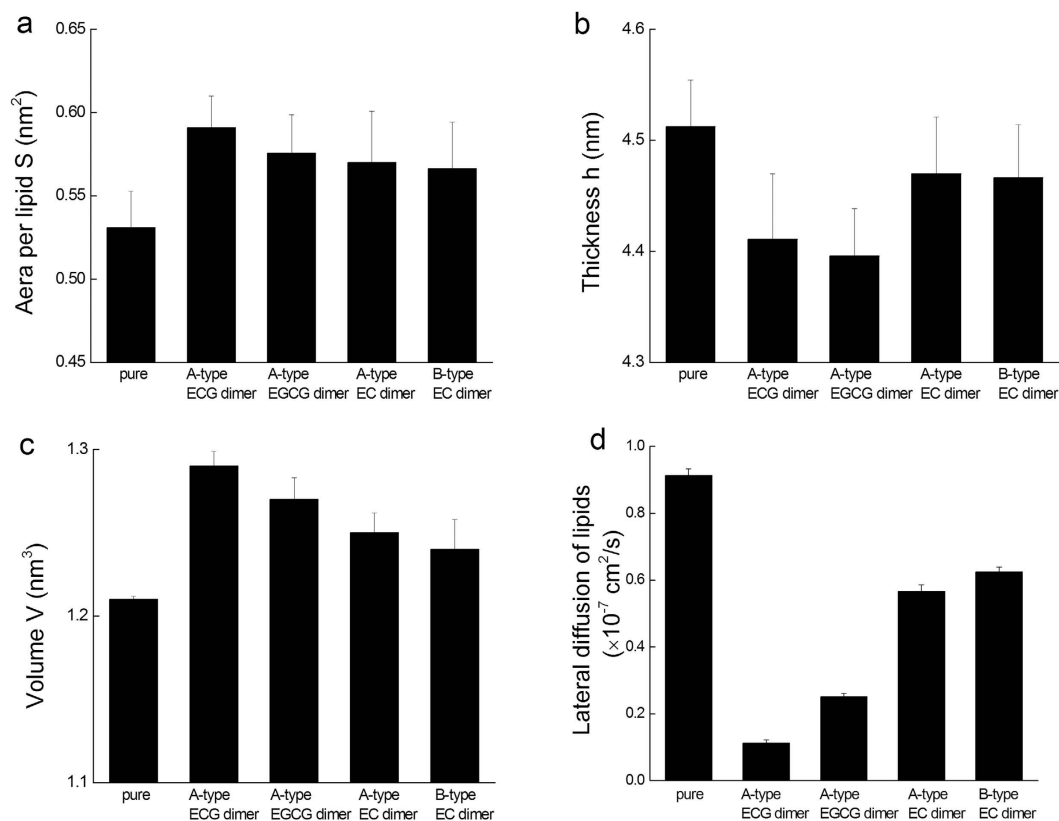 a
Aera per lipid S (nm²)
0.65
0.60
0.55
0.50
0.45
pure
A-type
ECG dimer
A-type
EGCG dimer
A-type
EC dimer
B-type
EC dimer
b
Thickness h (nm)
4.6
4.5
4.4
4.3
pure
A-type
ECG dimer
A-type
EGCG dimer
A-type
EC dimer
B-type
EC dimer
c
Volume V (nm³)
1.3
1.2
1.1
pure
A-type
ECG dimer
A-type
EGCG dimer
A-type
EC dimer
B-type
EC dimer
d
Lateral diffusion of lipids
(×10⁻⁷ cm²/s)
1.0
0.8
0.6
0.4
0.2
0.0
pure
A-type
ECG dimer
A-type
EGCG dimer
A-type
EC dimer
B-type
EC dimer